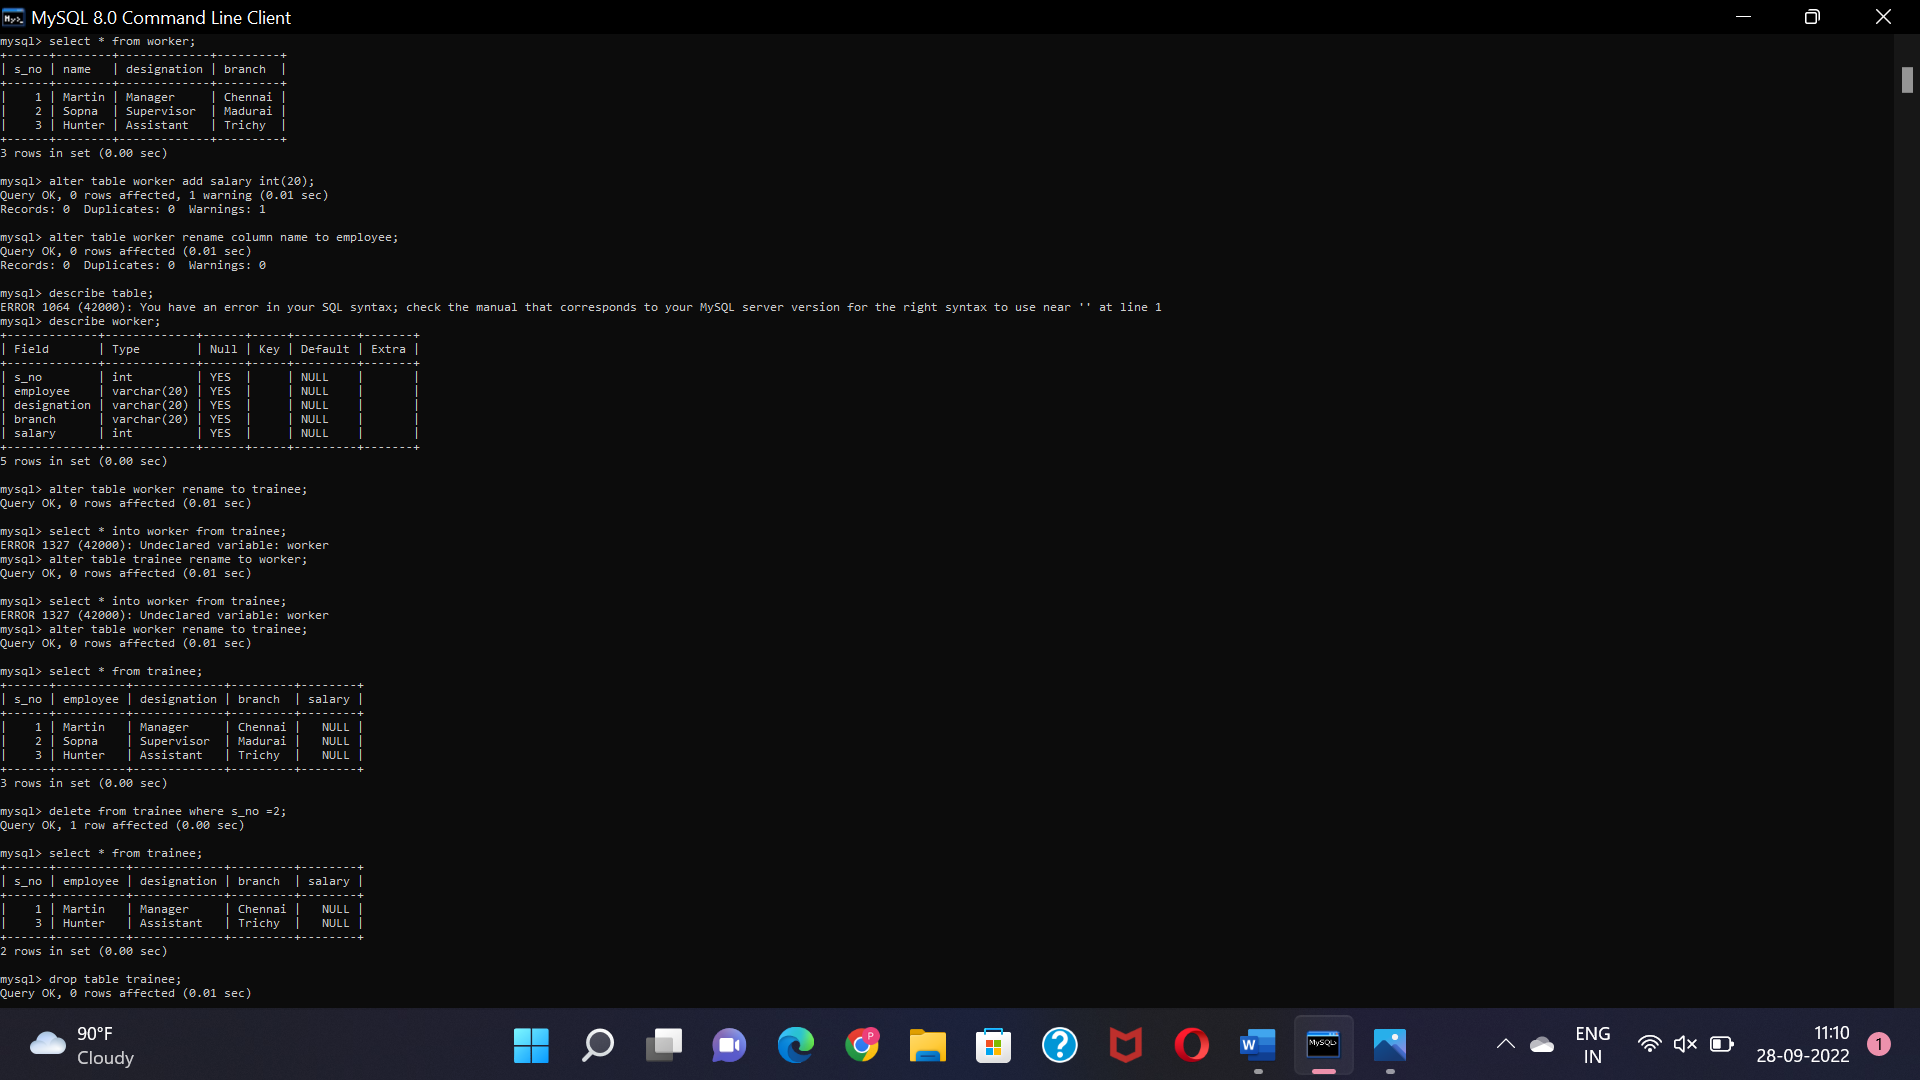 MySQL 8.0 Command Line Client
mysql> select * from worker;
+------+--------+-------------+---------+
| s_no | name   | designation | branch  |
+------+--------+-------------+---------+
|    1 | Martin | Manager     | Chennai |
|    2 | Sopna  | Supervisor  | Madurai |
|    3 | Hunter | Assistant   | Trichy  |
+------+--------+-------------+---------+
3 rows in set (0.00 sec)
mysql> alter table worker add salary int(20);
Query OK, 0 rows affected, 1 warning (0.01 sec)
Records: 0  Duplicates: 0  Warnings: 1
mysql> alter table worker rename column name to employee;
Query OK, 0 rows affected (0.01 sec)
Records: 0  Duplicates: 0  Warnings: 0
mysql> describe table;
ERROR 1064 (42000): You have an error in your SQL syntax; check the manual that corresponds to your MySQL server version for the right syntax to use near '' at line 1
mysql> describe worker;
+-------------+-------------+------+-----+---------+-------+
| Field       | Type        | Null | Key | Default | Extra |
+-------------+-------------+------+-----+---------+-------+
| s_no        | int         | YES  |     | NULL    |       |
| employee    | varchar(20) | YES  |     | NULL    |       |
| designation | varchar(20) | YES  |     | NULL    |       |
| branch      | varchar(20) | YES  |     | NULL    |       |
| salary      | int         | YES  |     | NULL    |       |
+-------------+-------------+------+-----+---------+-------+
5 rows in set (0.00 sec)
mysql> alter table worker rename to trainee;
Query OK, 0 rows affected (0.01 sec)
mysql> select * into worker from trainee;
ERROR 1327 (42000): Undeclared variable: worker
mysql> alter table trainee rename to worker;
Query OK, 0 rows affected (0.01 sec)
mysql> select * into worker from trainee;
ERROR 1327 (42000): Undeclared variable: worker
mysql> alter table worker rename to trainee;
Query OK, 0 rows affected (0.01 sec)
mysql> select * from trainee;
+------+----------+-------------+---------+--------+
| s_no | employee | designation | branch  | salary |
+------+----------+-------------+---------+--------+
|    1 | Martin   | Manager     | Chennai |   NULL |
|    2 | Sopna    | Supervisor  | Madurai |   NULL |
|    3 | Hunter   | Assistant   | Trichy  |   NULL |
+------+----------+-------------+---------+--------+
3 rows in set (0.00 sec)
mysql> delete from trainee where s_no =2;
Query OK, 1 row affected (0.00 sec)
mysql> select * from trainee;
+------+----------+-------------+---------+--------+
| s_no | employee | designation | branch  | salary |
+------+----------+-------------+---------+--------+
|    1 | Martin   | Manager     | Chennai |   NULL |
|    3 | Hunter   | Assistant   | Trichy  |   NULL |
+------+----------+-------------+---------+--------+
2 rows in set (0.00 sec)
mysql> drop table trainee;
Query OK, 0 rows affected (0.01 sec)
90°F
Cloudy
P
W
MySQL>
ENG
IN
11:10
28-09-2022
1